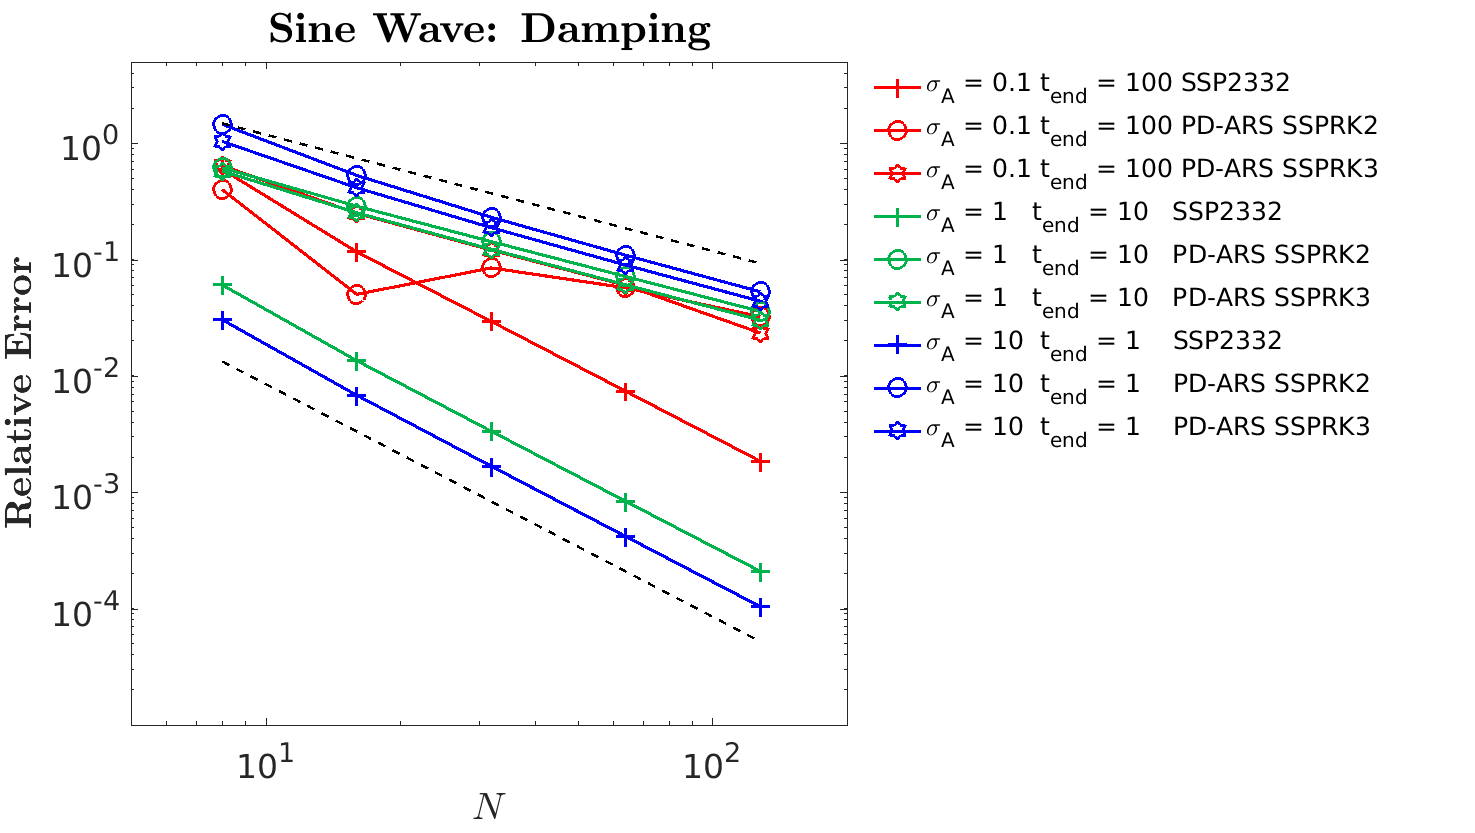 Sine Wave: Damping
Relative Error
10^0
10^-1
10^-2
10^-3
10^-4
10^1
10^2
N
σ_A = 0.1 t_end = 100 SSP2332
σ_A = 0.1 t_end = 100 PD-ARS SSPRK2
σ_A = 0.1 t_end = 100 PD-ARS SSPRK3
σ_A = 1 t_end = 10 SSP2332
σ_A = 1 t_end = 10 PD-ARS SSPRK2
σ_A = 1 t_end = 10 PD-ARS SSPRK3
σ_A = 10 t_end = 1 SSP2332
σ_A = 10 t_end = 1 PD-ARS SSPRK2
σ_A = 10 t_end = 1 PD-ARS SSPRK3